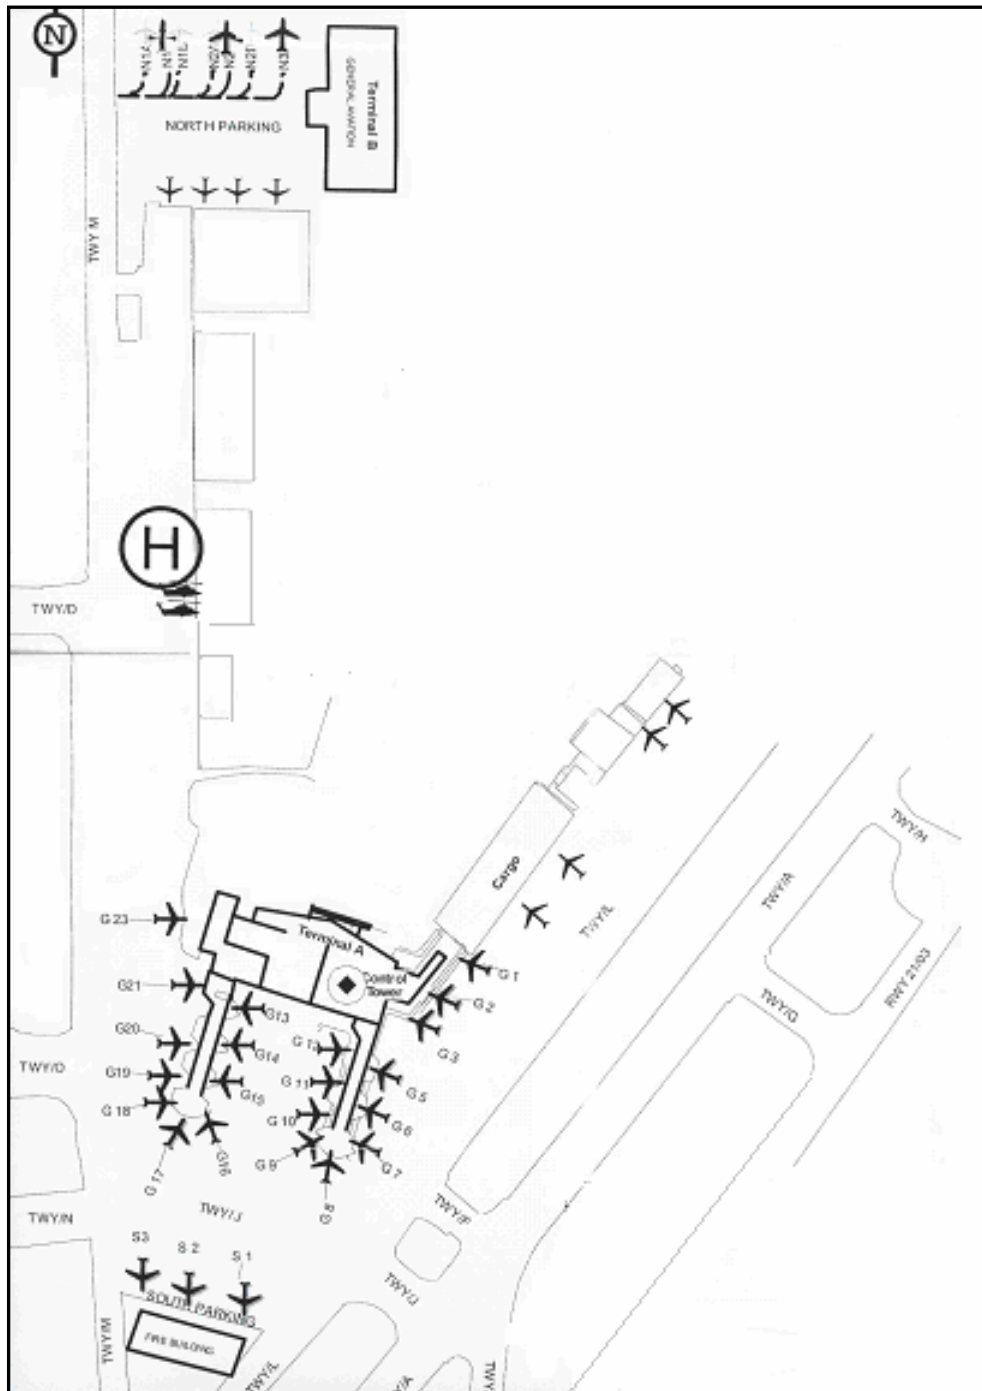 N
N1
N2
NORTH PARKING
Terminal B
GENERAL AVIATION
TWY M
H
TWY/D
Cargo
TWY/L
TWY/A
TWY/H
TWY/G
RWY 21/03
G 23
Terminal A
Control
Tower
G 1
G 2
G 3
G21
G13
G20
G14
G 12
G19
G 11
G 5
G15
G 18
G 10
G 6
G 17
G16
G 9
G 8
G 7
TWY/N
TWY/J
TWY/F
S3
S 2
S 1
TWY/J
SOUTH PARKING
FIRE BUILDING
TWY/M
TWY/L
TWY